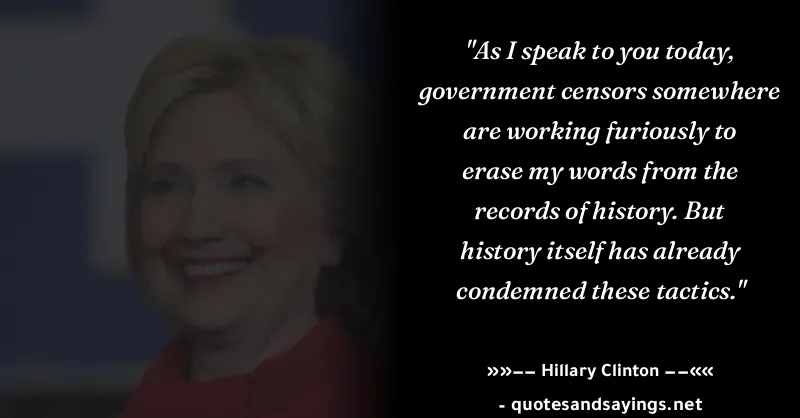 "As I speak to you today,
government censors somewhere
are working furiously to
erase my words from the
records of history. But
history itself has already
condemned these tactics."
»»–– Hillary Clinton ––««
- quotesandsayings.net